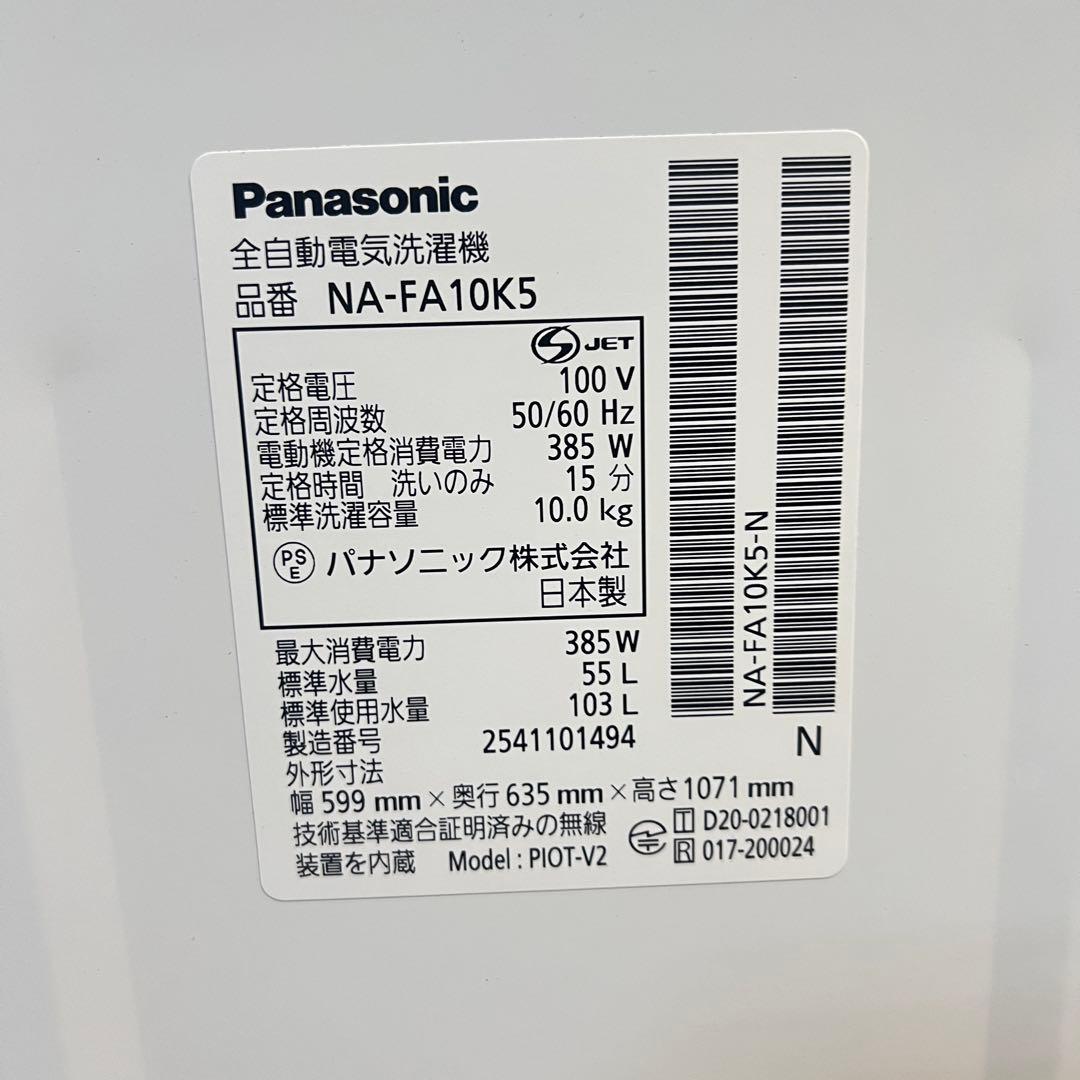 Panasonic
全自動電気洗濯機
品番 NA-FA10K5
S JET
定格電圧 100 V
定格周波数 50/60 Hz
電動機定格消費電力 385 W
定格時間 洗いのみ 15 分
標準洗濯容量 10.0 kg
PSE パナソニック株式会社
日本製
最大消費電力 385W
標準水量 55 L
標準使用水量 103 L
製造番号 2541101494
外形寸法
幅 599 mm×奥行 635 mm×高さ1071 mm
技術基準適合証明済みの無線 T D20-0218001
装置を内蔵 Model : PIOT-V2 R 017-200024
NA-FA10K5-N
N